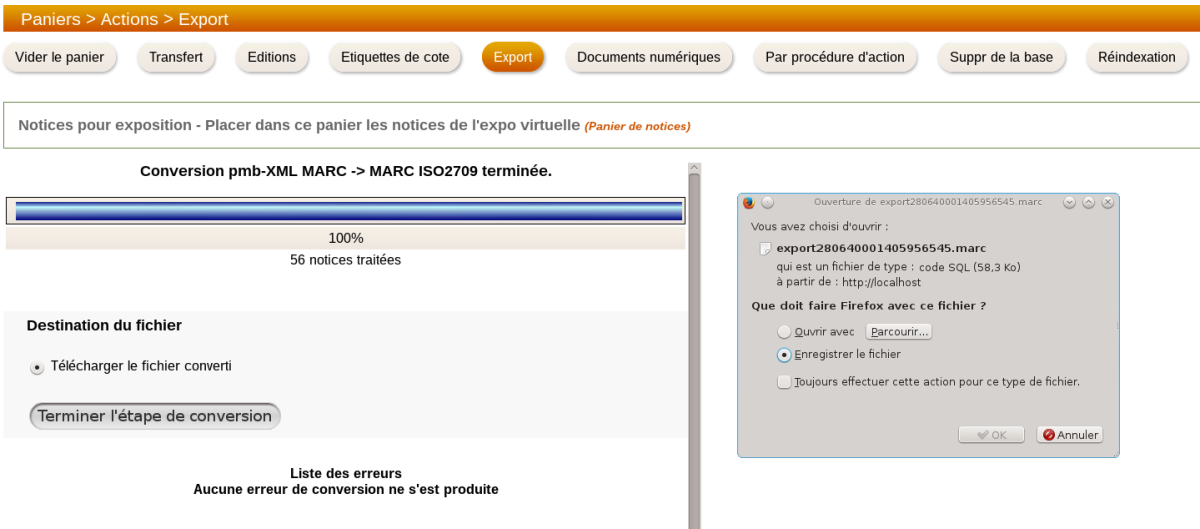 Paniers > Actions > Export
Vider le panier Transfert Editions Etiquettes de cote Export Documents numériques Par procédure d'action Suppr de la base Réindexation
Notices pour exposition - Placer dans ce panier les notices de l'expo virtuelle (Panier de notices)
Conversion pmb-XML MARC -> MARC ISO2709 terminée.
100%
56 notices traitées
Destination du fichier
Télécharger le fichier converti
Terminer l'étape de conversion
Liste des erreurs
Aucune erreur de conversion ne s'est produite
Ouverture de export280640001405956545.marc
Vous avez choisi d'ouvrir :
export280640001405956545.marc
qui est un fichier de type : code SQL (58,3 Ko)
à partir de : http://localhost
Que doit faire Firefox avec ce fichier ?
Ouvrir avec Parcourir...
Enregistrer le fichier
Toujours effectuer cette action pour ce type de fichier.
OK Annuler